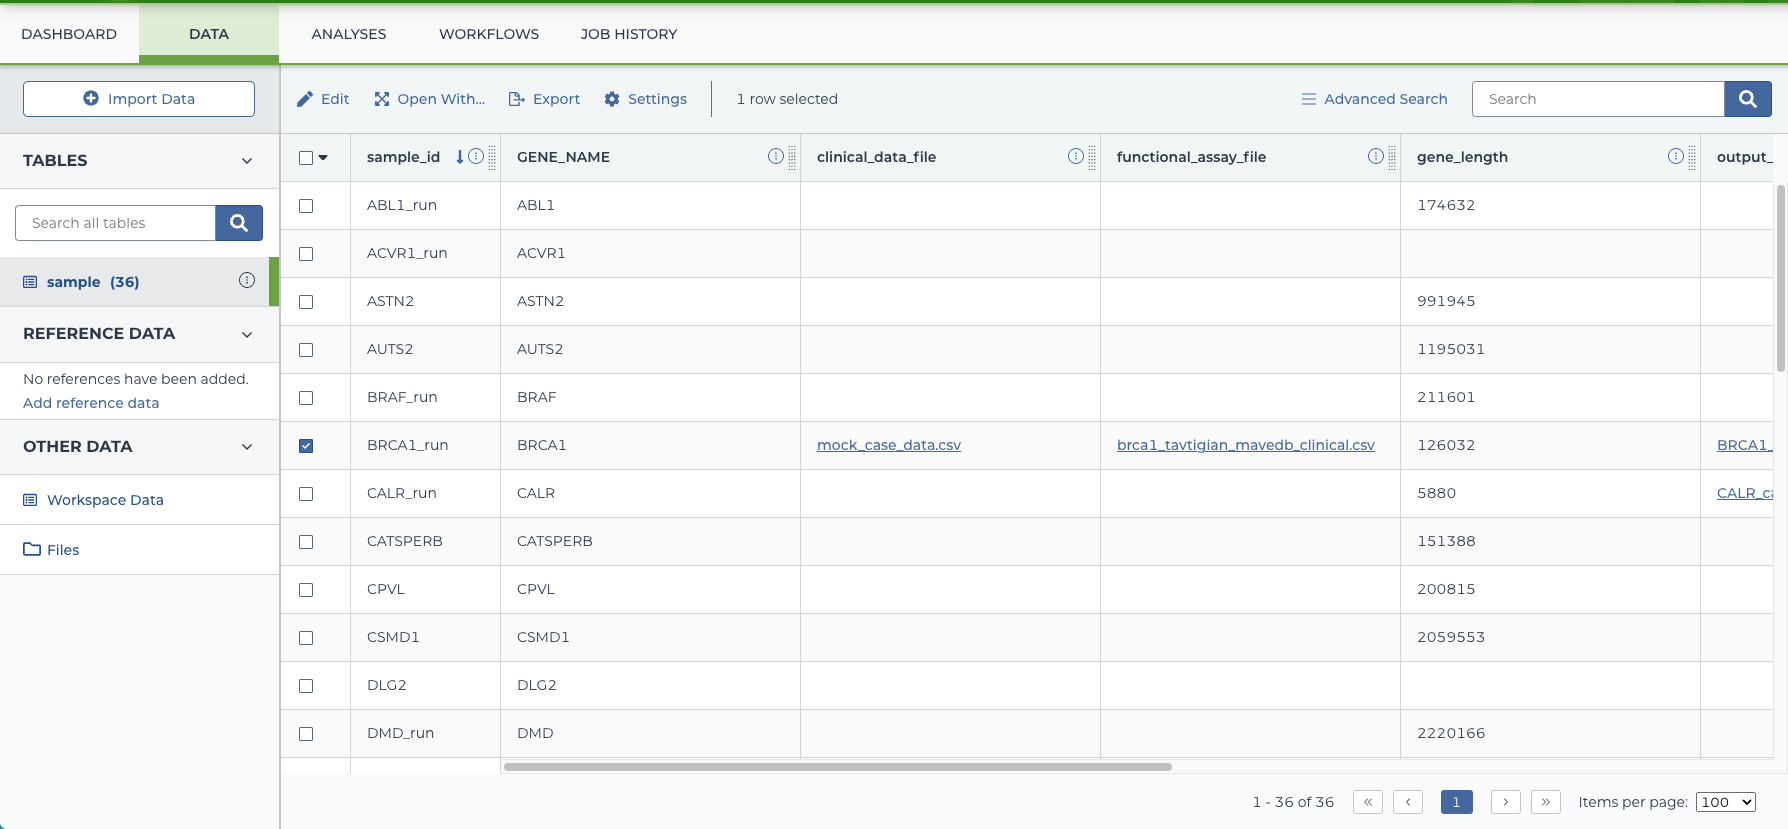 DASHBOARD DATA ANALYSES WORKFLOWS JOB HISTORY
Import Data
Edit Open With... Export Settings 1 row selected Advanced Search Search
TABLES
Search all tables
sample (36)
REFERENCE DATA
No references have been added.
Add reference data
OTHER DATA
Workspace Data
Files
sample_id GENE_NAME clinical_data_file functional_assay_file gene_length output_
ABL1_run ABL1 174632
ACVR1_run ACVR1
ASTN2 ASTN2 991945
AUTS2 AUTS2 1195031
BRAF_run BRAF 211601
BRCA1_run BRCA1 mock_case_data.csv brca1_tavtigian_mavedb_clinical.csv 126032 BRCA1_
CALR_run CALR 5880 CALR_ca
CATSPERB CATSPERB 151388
CPVL CPVL 200815
CSMD1 CSMD1 2059553
DLG2 DLG2
DMD_run DMD 2220166
1 - 36 of 36 « ‹ 1 › » Items per page: 100